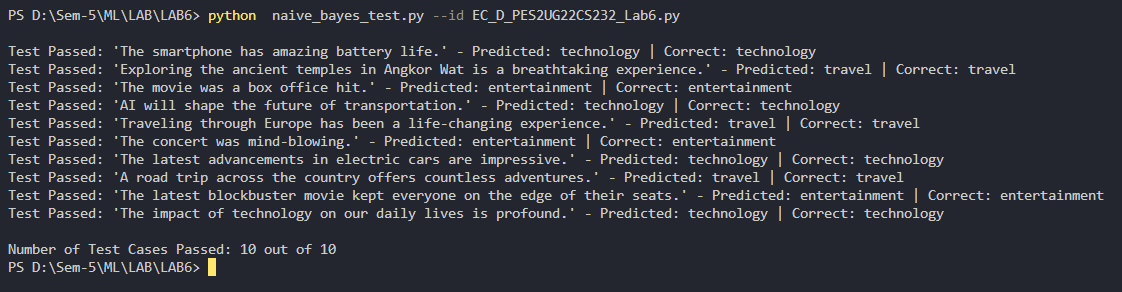 PS D:\Sem-5\ML\LAB\LAB6> python  naive_bayes_test.py --id EC_D_PES2UG22CS232_Lab6.py
Test Passed: 'The smartphone has amazing battery life.' - Predicted: technology | Correct: technology
Test Passed: 'Exploring the ancient temples in Angkor Wat is a breathtaking experience.' - Predicted: travel | Correct: travel
Test Passed: 'The movie was a box office hit.' - Predicted: entertainment | Correct: entertainment
Test Passed: 'AI will shape the future of transportation.' - Predicted: technology | Correct: technology
Test Passed: 'Traveling through Europe has been a life-changing experience.' - Predicted: travel | Correct: travel
Test Passed: 'The concert was mind-blowing.' - Predicted: entertainment | Correct: entertainment
Test Passed: 'The latest advancements in electric cars are impressive.' - Predicted: technology | Correct: technology
Test Passed: 'A road trip across the country offers countless adventures.' - Predicted: travel | Correct: travel
Test Passed: 'The latest blockbuster movie kept everyone on the edge of their seats.' - Predicted: entertainment | Correct: entertainment
Test Passed: 'The impact of technology on our daily lives is profound.' - Predicted: technology | Correct: technology
Number of Test Cases Passed: 10 out of 10
PS D:\Sem-5\ML\LAB\LAB6>